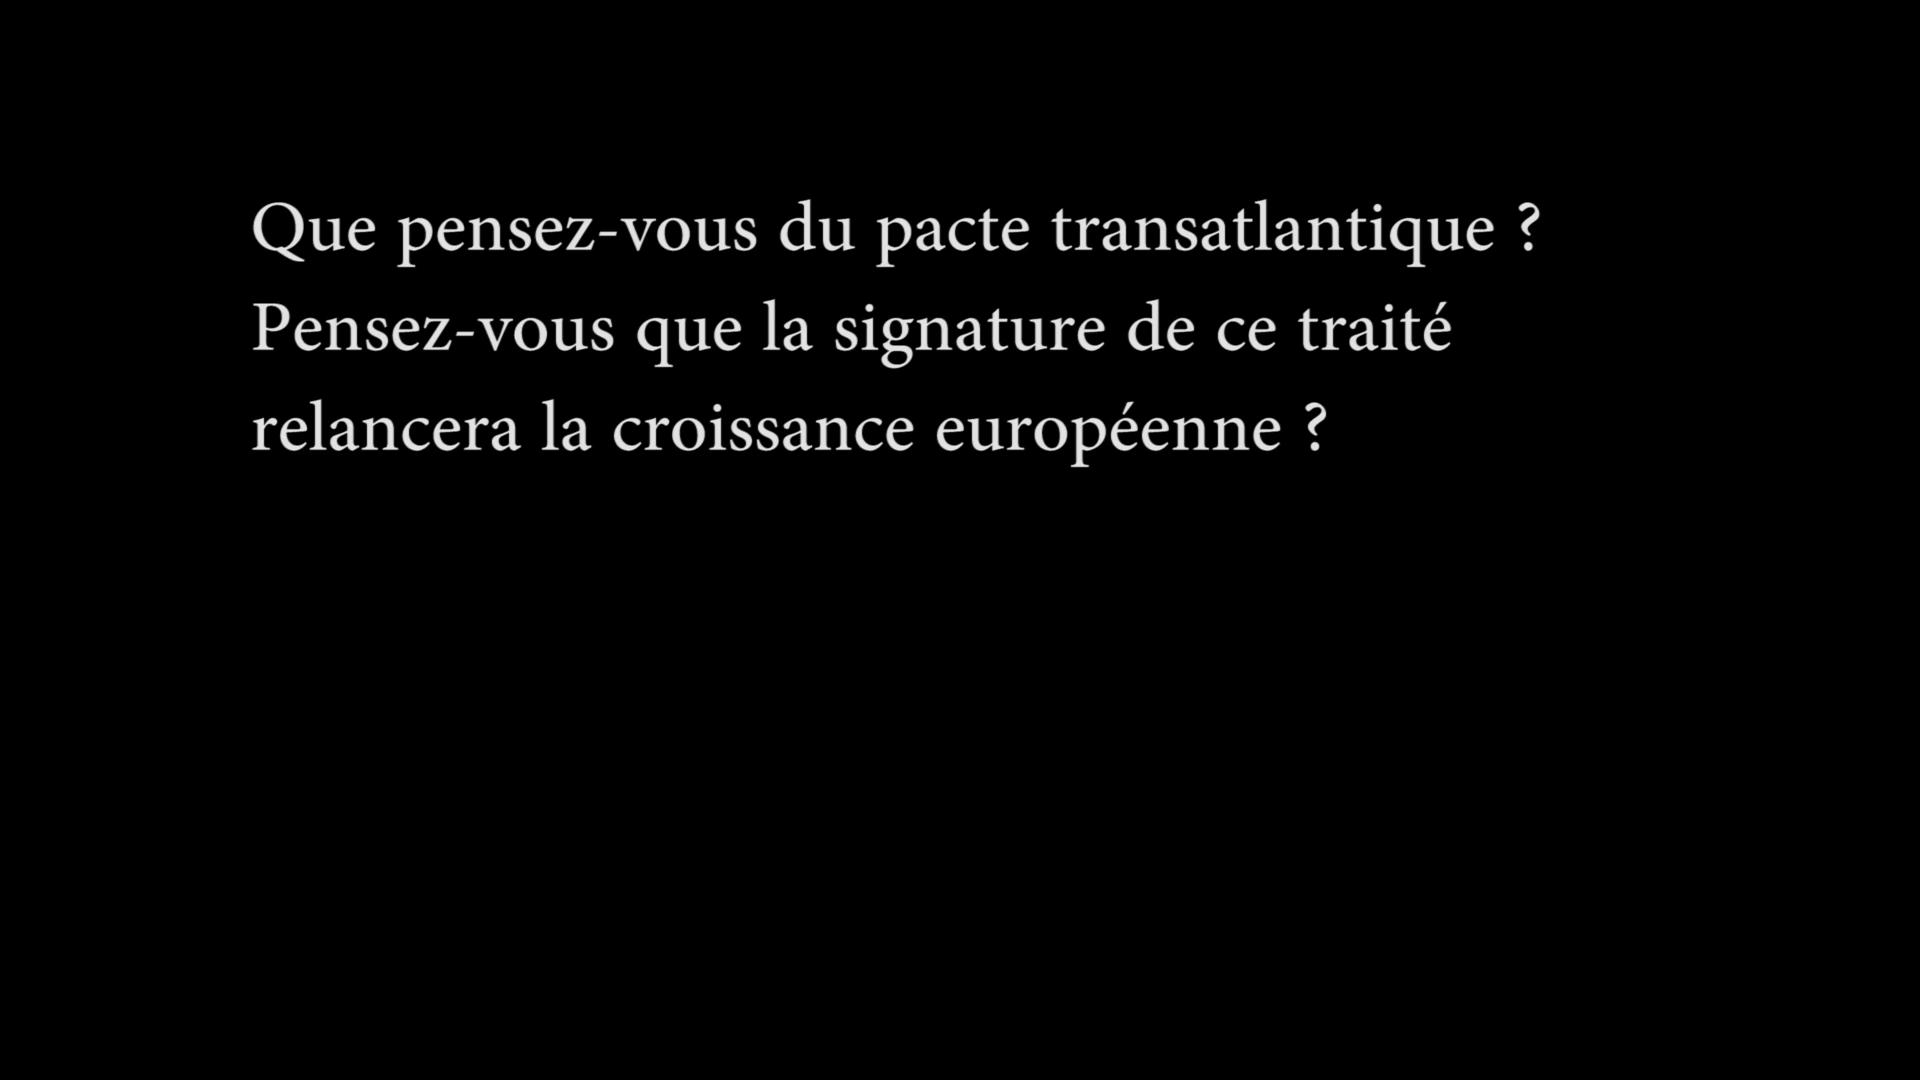 Que pensez-vous du pacte transatlantique ?
Pensez-vous que la signature de ce traité
relancera la croissance européenne ?